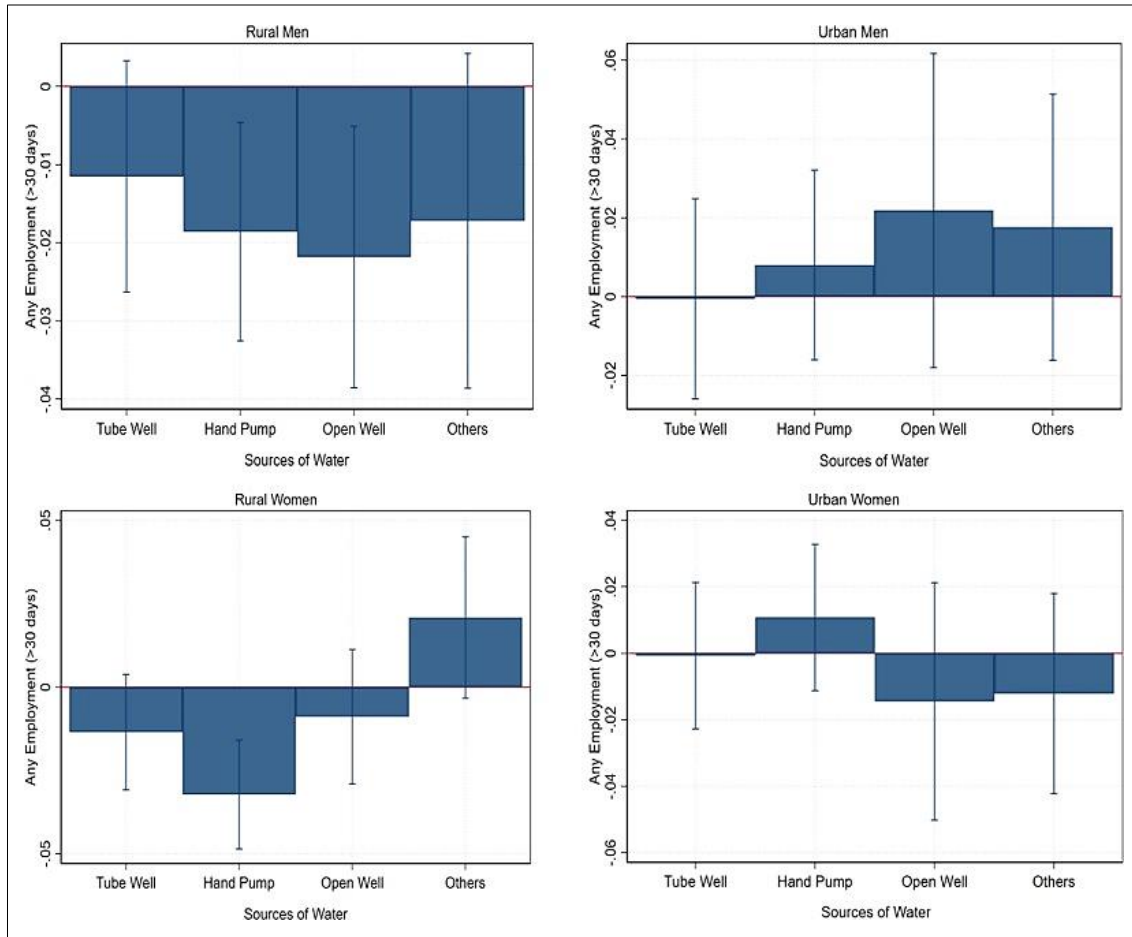 Rural Men
Any Employment (>30 days)
0
-.01
-.02
-.03
-.04
Tube Well Hand Pump Open Well Others
Sources of Water
Urban Men
Any Employment (>30 days)
.06
.04
.02
0
-.02
Tube Well Hand Pump Open Well Others
Sources of Water
Rural Women
Any Employment (>30 days)
.05
0
-.05
Tube Well Hand Pump Open Well Others
Sources of Water
Urban Women
Any Employment (>30 days)
.04
.02
0
-.02
-.04
-.06
Tube Well Hand Pump Open Well Others
Sources of Water